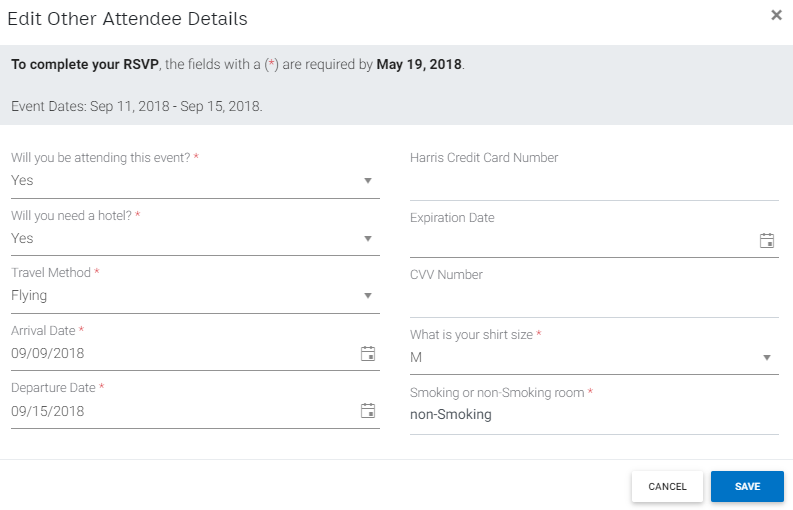 Edit Other Attendee Details
×
To complete your RSVP, the fields with a (*) are required by May 19, 2018.
Event Dates: Sep 11, 2018 - Sep 15, 2018.
Will you be attending this event? *
Yes
Will you need a hotel? *
Yes
Travel Method *
Flying
Arrival Date *
09/09/2018
Departure Date *
09/15/2018
Harris Credit Card Number
Expiration Date
CVV Number
What is your shirt size *
M
Smoking or non-Smoking room *
non-Smoking
CANCEL
SAVE